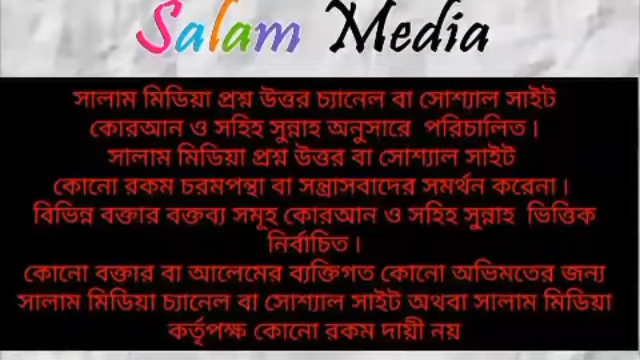 Salam Media
সালাম মিডিয়া প্রশ্ন উত্তর চ্যানেল বা সোশ্যাল সাইট
কোরআন ও সহিহ সুন্নাহ অনুসারে পরিচালিত।
সালাম মিডিয়া প্রশ্ন উত্তর বা সোশ্যাল সাইট
কোনো রকম চরমপন্থা বা সন্ত্রাসবাদের সমর্থন করেনা।
বিভিন্ন বক্তার বক্তব্য সমূহ কোরআন ও সহিহ সুন্নাহ ভিত্তিক
নির্বাচিত।
কোনো বক্তার বা আলেমের ব্যক্তিগত কোনো অভিমতের জন্য
সালাম মিডিয়া চ্যানেল বা সোশ্যাল সাইট অথবা সালাম মিডিয়া
কর্তৃপক্ষ কোনো রকম দায়ী নয়